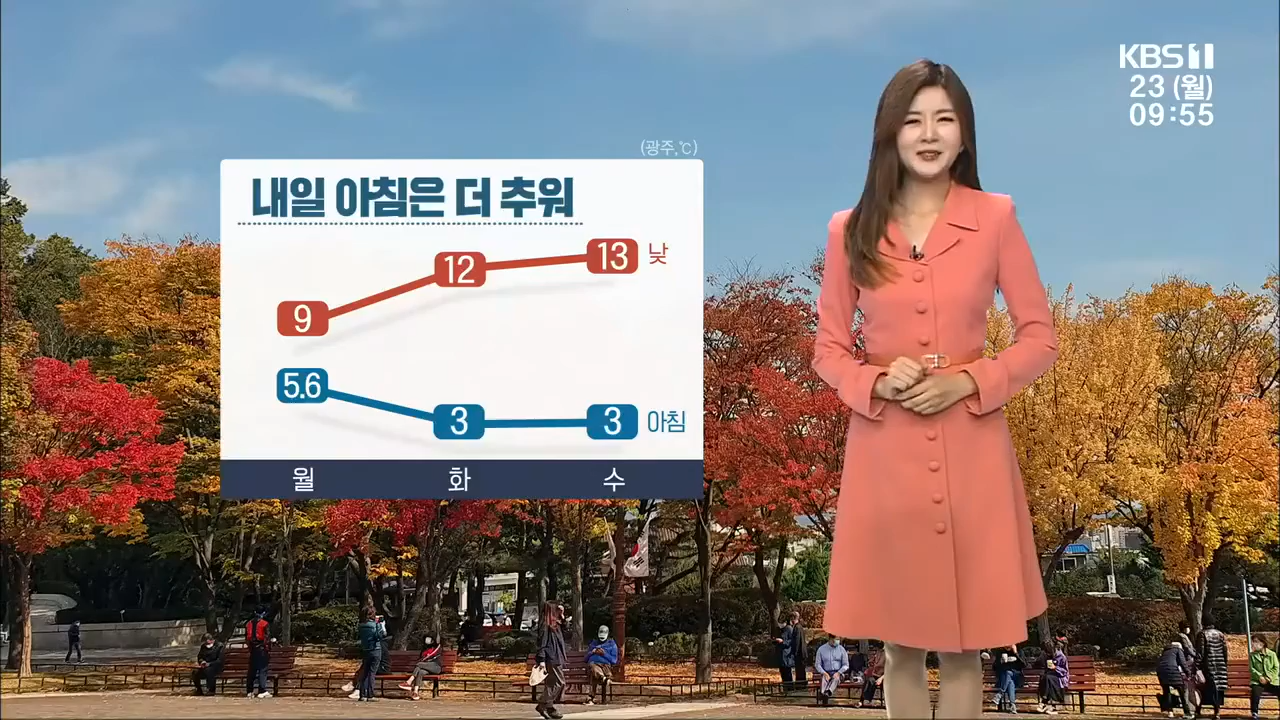 KBS 1
23 (월)
09:55
(광주,℃)
내일 아침은 더 추워
9 12 13 낮
5.6 3 3 아침
월 화 수